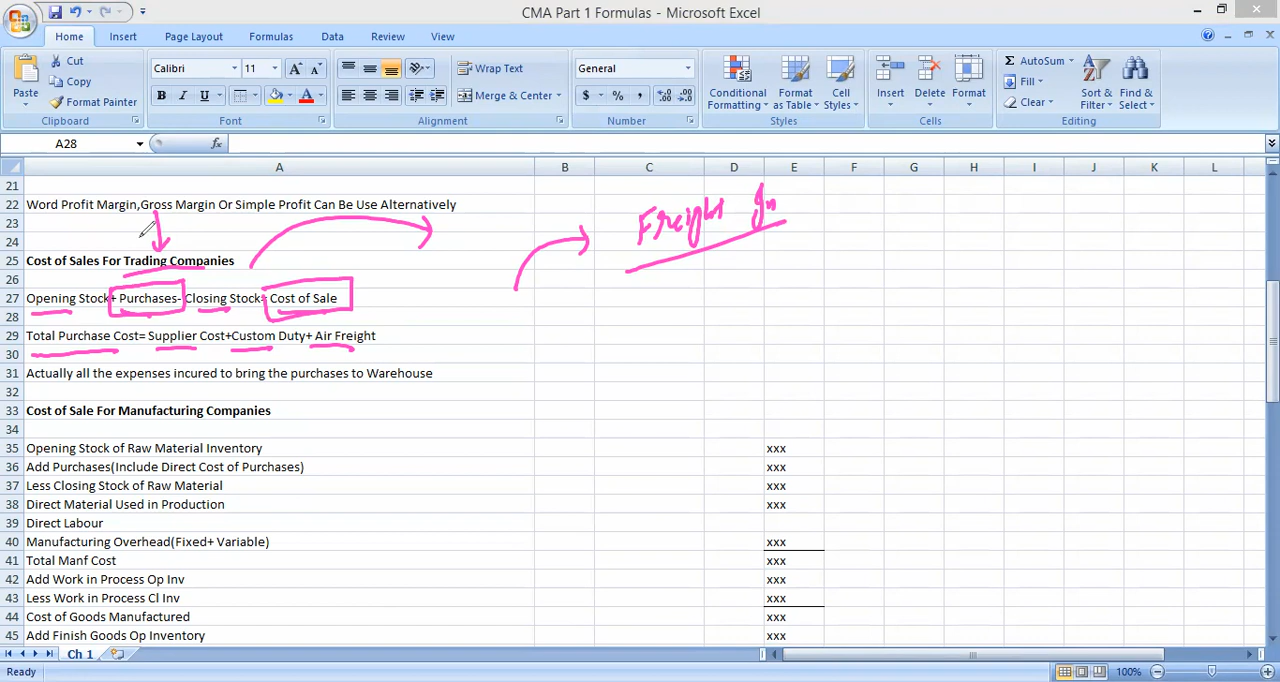 CMA Part 1 Formulas - Microsoft Excel
Home Insert Page Layout Formulas Data Review View
Paste
Cut
Copy
Format Painter
Clipboard
Calibri 11
B I U
Font
Wrap Text
Merge & Center
Alignment
General
$ % ,
Number
Conditional Formatting
Format as Table
Cell Styles
Styles
Insert Delete Format
Cells
AutoSum
Fill
Clear
Sort & Filter
Find & Select
Editing
A28 fx
A B C D E F G H I J K L
21
22 Word Profit Margin,Gross Margin Or Simple Profit Can Be Use Alternatively
Freight In
23
24
25 Cost of Sales For Trading Companies
26
27 Opening Stock+ Purchases- Closing Stock= Cost of Sale
28
29 Total Purchase Cost= Supplier Cost+Custom Duty+ Air Freight
30
31 Actually all the expenses incured to bring the purchases to Warehouse
32
33 Cost of Sale For Manufacturing Companies
34
35 Opening Stock of Raw Material Inventory xxx
36 Add Purchases(Include Direct Cost of Purchases) xxx
37 Less Closing Stock of Raw Material xxx
38 Direct Material Used in Production xxx
39 Direct Labour
40 Manufacturing Overhead(Fixed+ Variable) xxx
41 Total Manf Cost xxx
42 Add Work in Process Op Inv xxx
43 Less Work in Process Cl Inv xxx
44 Cost of Goods Manufactured xxx
45 Add Finish Goods Op Inventory xxx
Ch 1
Ready 100%